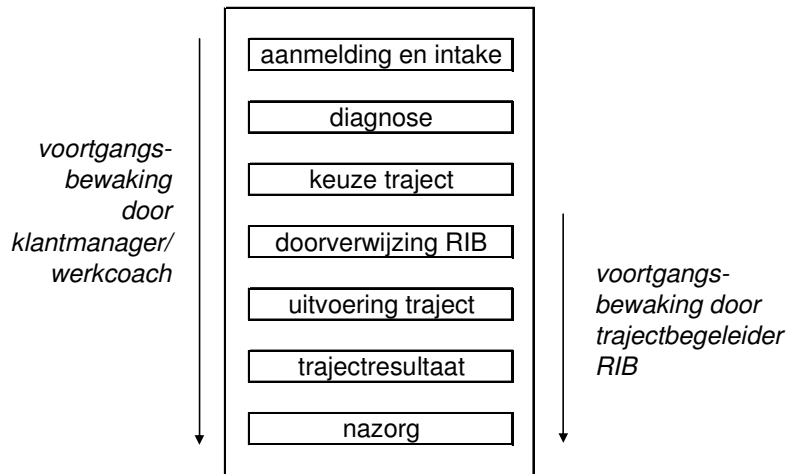 aanmelding en intake
diagnose
keuze traject
doorverwijzing RIB
uitvoering traject
trajectresultaat
nazorg
voortgangs-
bewaking
door
klantmanager/
werkcoach
voortgangs-
bewaking door
trajectbegeleider
RIB